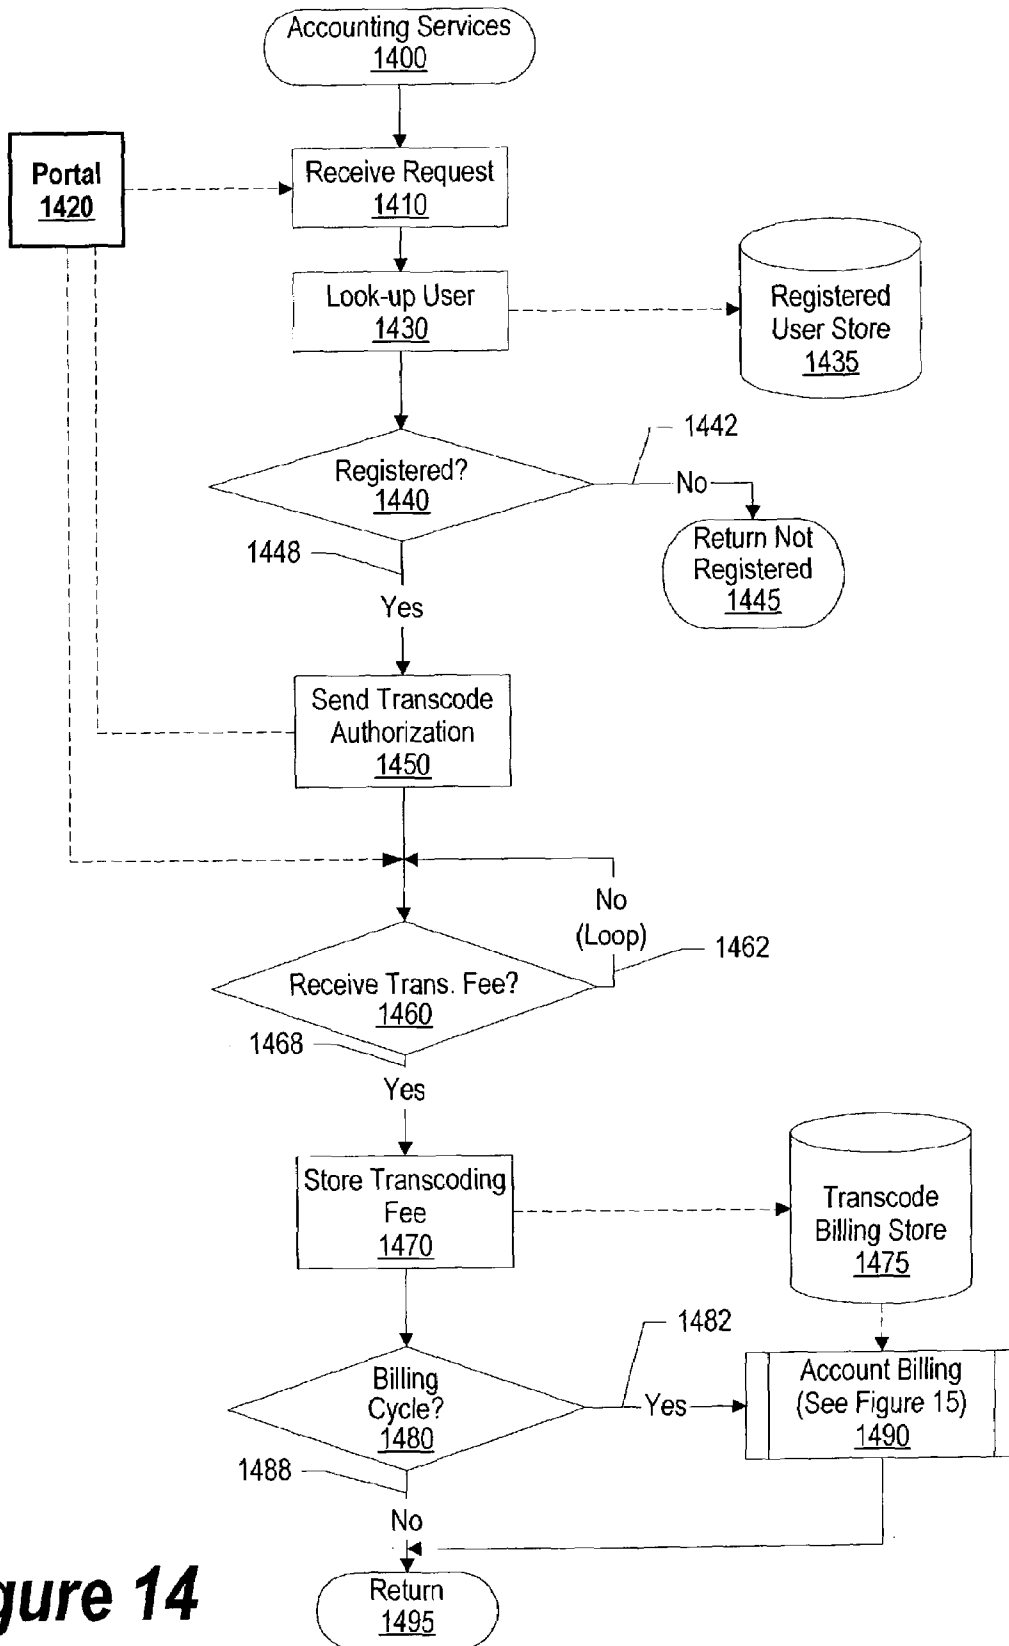 Accounting Services
1400
Portal
1420
Receive Request
1410
Look-up User
1430
Registered
User Store
1435
1442
Registered?
1440
No
Return Not
Registered
1445
1448
Yes
Send Transcode
Authorization
1450
No
(Loop)
1462
Receive Trans. Fee?
1460
1468
Yes
Store Transcoding
Fee
1470
Transcode
Billing Store
1475
1482
Billing
Cycle?
1480
Yes
Account Billing
(See Figure 15)
1490
1488
No
Return
1495
gure 14